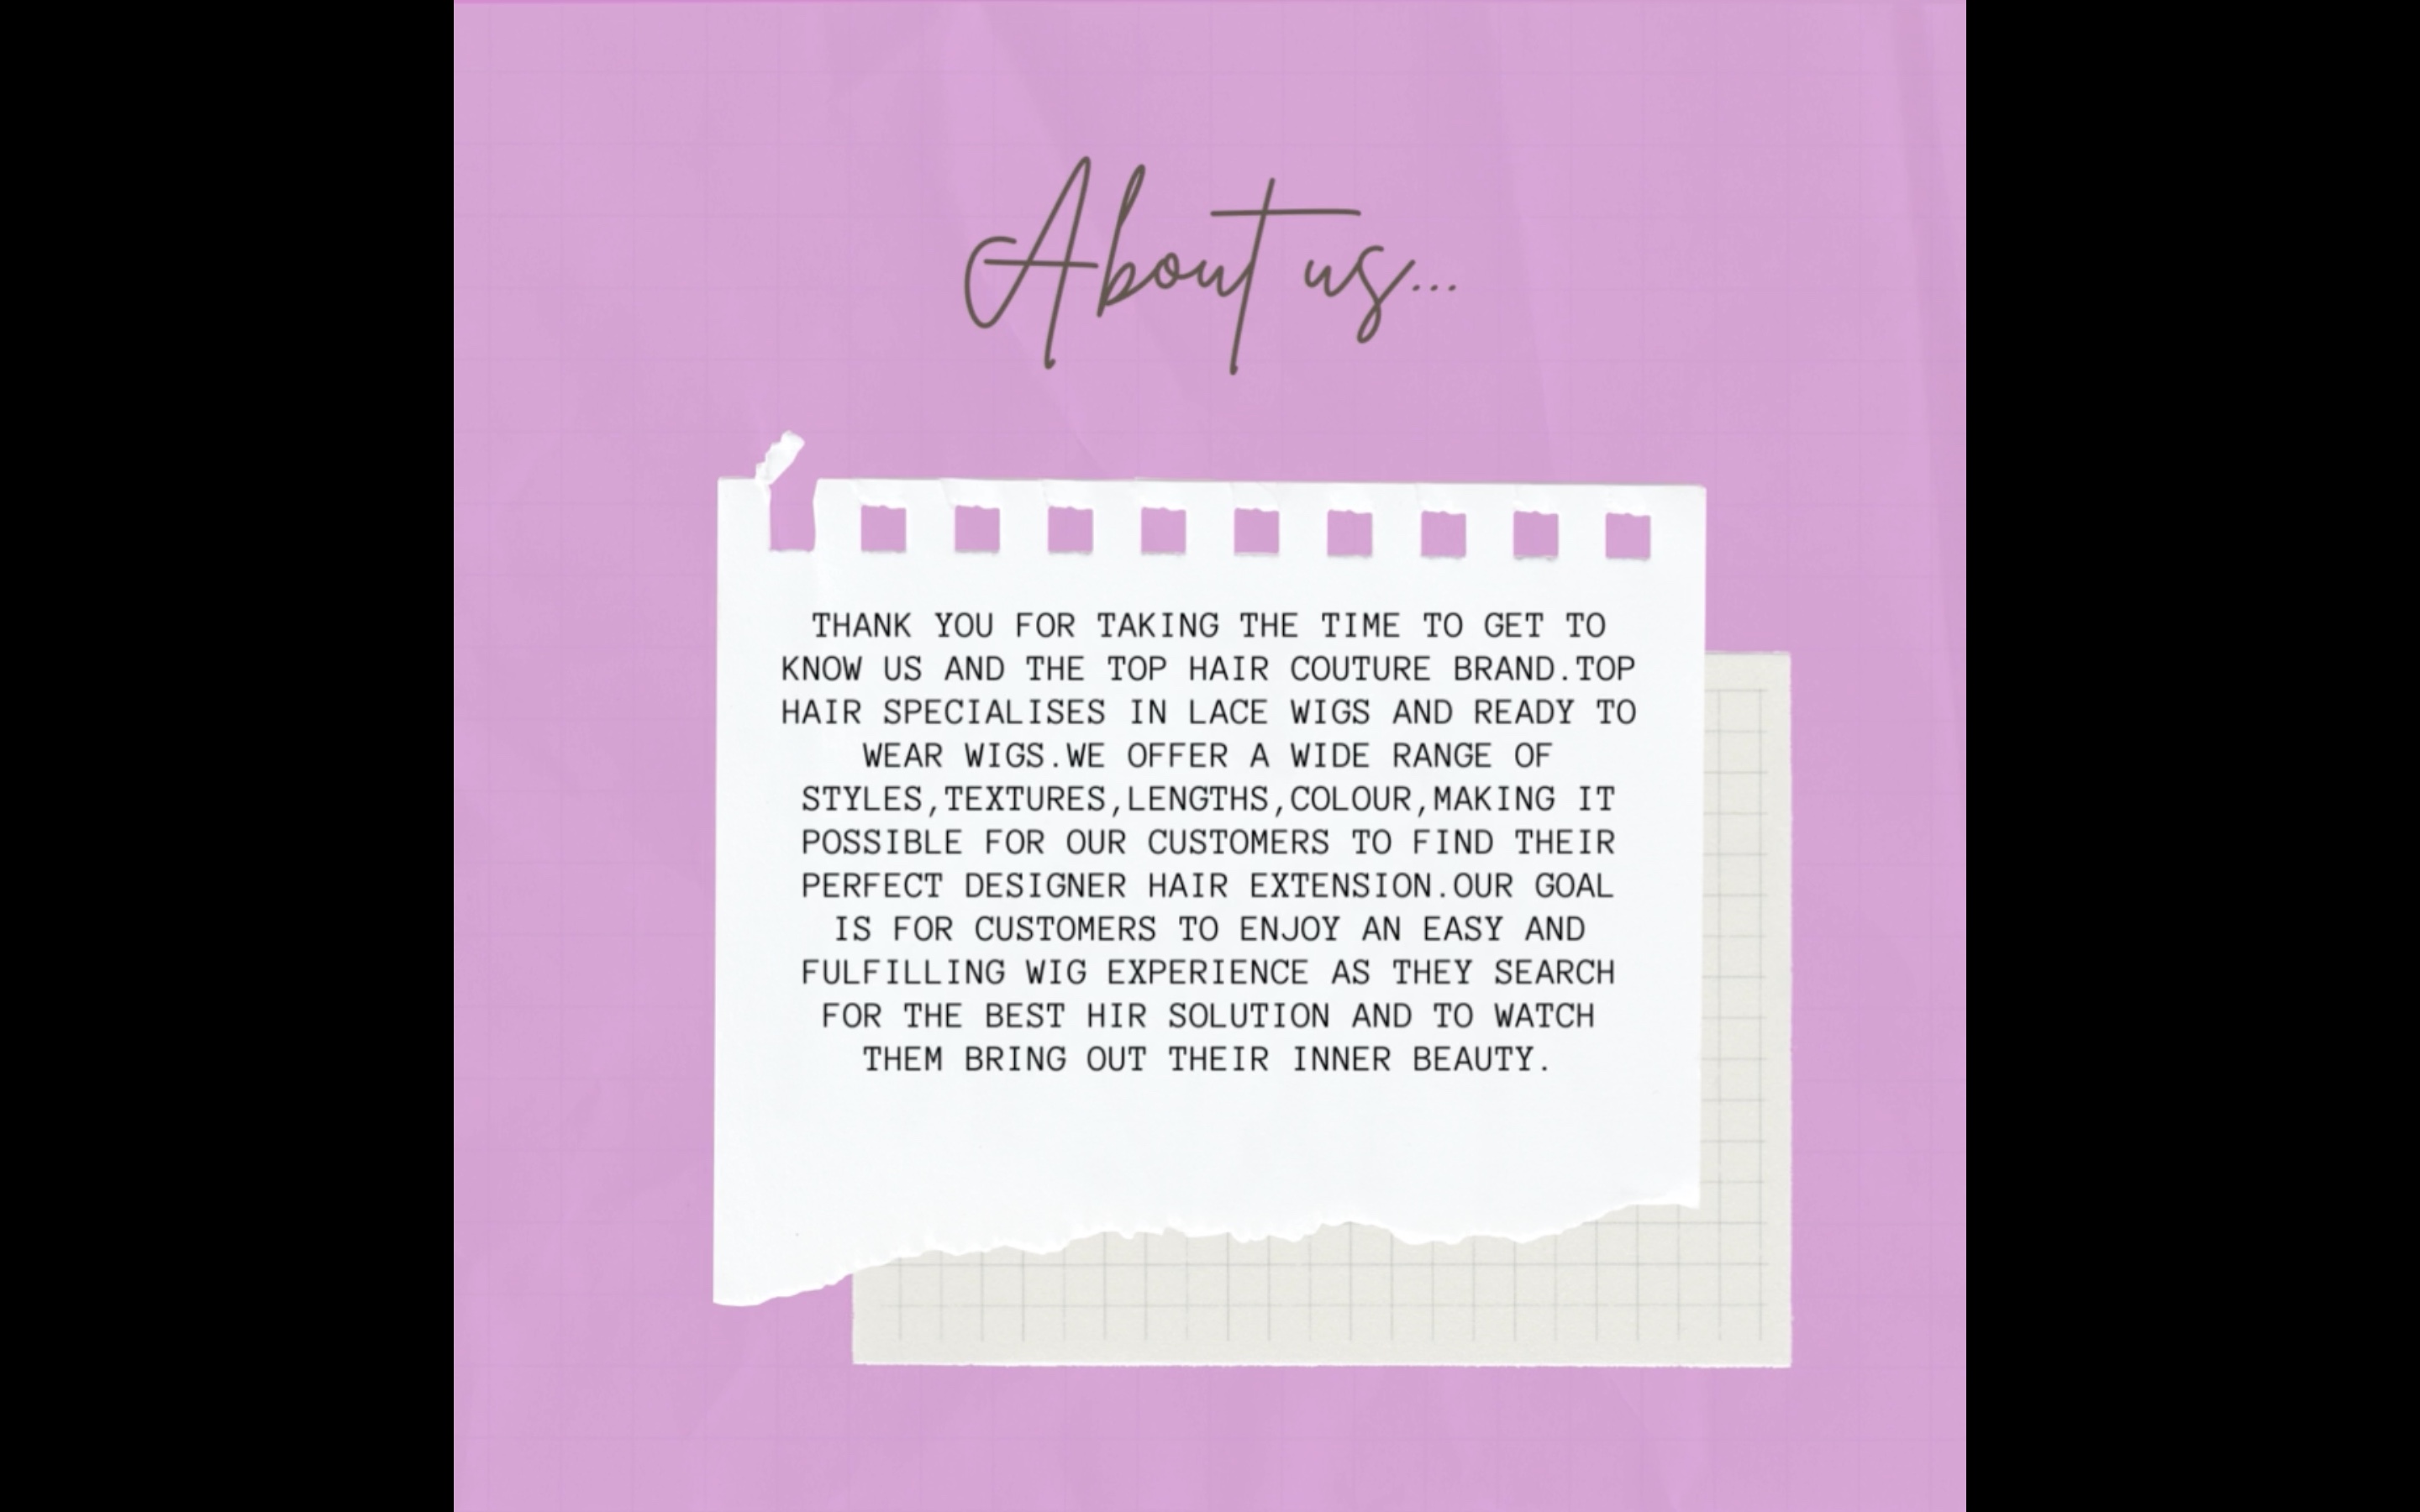 About us...
THANK YOU FOR TAKING THE TIME TO GET TO
KNOW US AND THE TOP HAIR COUTURE BRAND.TOP
HAIR SPECIALISES IN LACE WIGS AND READY TO
WEAR WIGS.WE OFFER A WIDE RANGE OF
STYLES,TEXTURES,LENGTHS,COLOUR,MAKING IT
POSSIBLE FOR OUR CUSTOMERS TO FIND THEIR
PERFECT DESIGNER HAIR EXTENSION.OUR GOAL
IS FOR CUSTOMERS TO ENJOY AN EASY AND
FULFILLING WIG EXPERIENCE AS THEY SEARCH
FOR THE BEST HIR SOLUTION AND TO WATCH
THEM BRING OUT THEIR INNER BEAUTY.